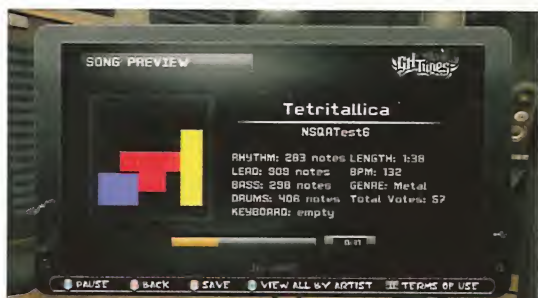 SONG PREVIEW
GHTunes
Tetritallica
NSQATest6
RHYTHM: 283 notes LENGTH: 1:38
LEAD: 909 notes BPM: 132
BASS: 298 notes GENRE: Metal
DRUMS: 406 notes Total Votes: 57
KEYBOARD: empty
PAUSE BACK SAVE VIEW ALL BY ARTIST TERMS OF USE